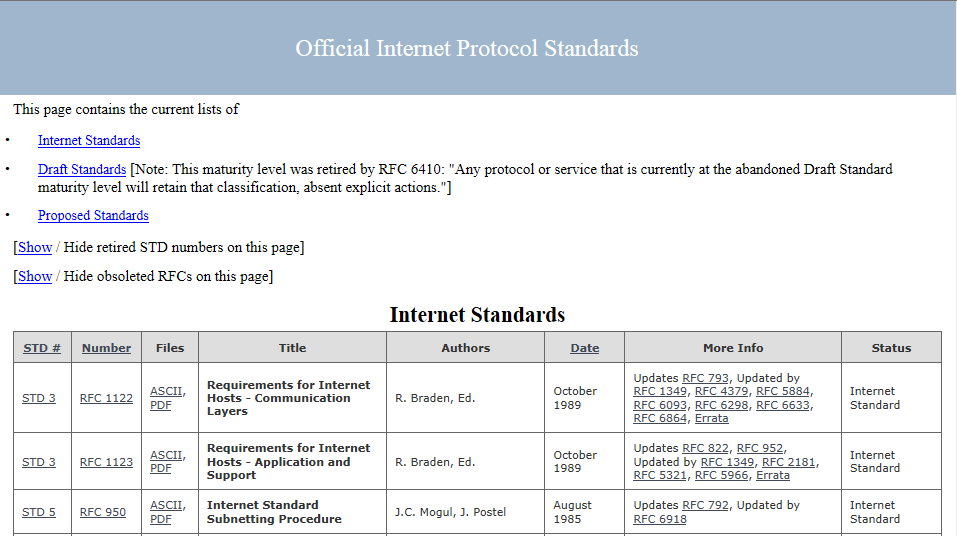 Official Internet Protocol Standards
This page contains the current lists of
• Internet Standards
• Draft Standards [Note: This maturity level was retired by RFC 6410: "Any protocol or service that is currently at the abandoned Draft Standard
maturity level will retain that classification, absent explicit actions."]
• Proposed Standards
[Show / Hide retired STD numbers on this page]
[Show / Hide obsoleted RFCs on this page]
Internet Standards
STD # Number Files Title Authors Date More Info Status
STD 3
RFC 1122
ASCII,
PDF
Requirements for Internet
Hosts - Communication
Layers
R. Braden, Ed.
October
1989
Updates RFC 793, Updated by
RFC 1349, RFC 4379, RFC 5884,
RFC 6093, RFC 6298, RFC 6633,
RFC 6864, Errata
Internet
Standard
STD 3
RFC 1123
ASCII,
PDF
Requirements for Internet
Hosts - Application and
Support
R. Braden, Ed.
October
1989
Updates RFC 822, RFC 952,
Updated by RFC 1349, RFC 2181,
RFC 5321, RFC 5966, Errata
Internet
Standard
STD 5
RFC 950
ASCII,
PDF
Internet Standard
Subnetting Procedure
J.C. Mogul, J. Postel
August
1985
Updates RFC 792, Updated by
RFC 6918
Internet
Standard